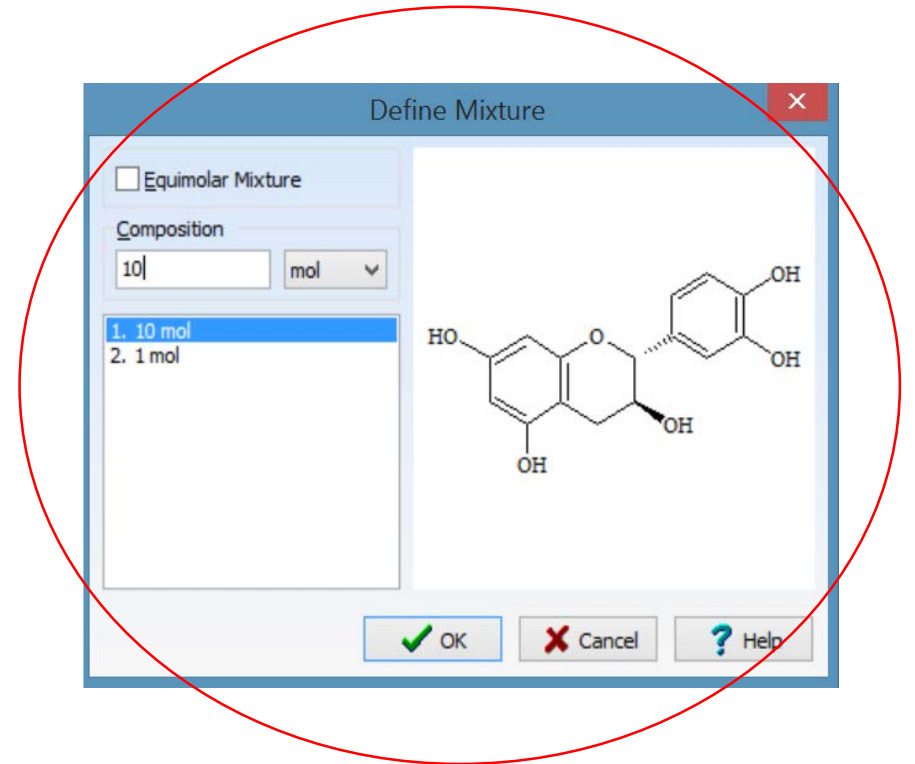 Define Mixture
Equimolar Mixture
Composition
10
mol
1. 10 mol
2. 1 mol
OH
HO
O
OH
OH
OH
OK
Cancel
? Help